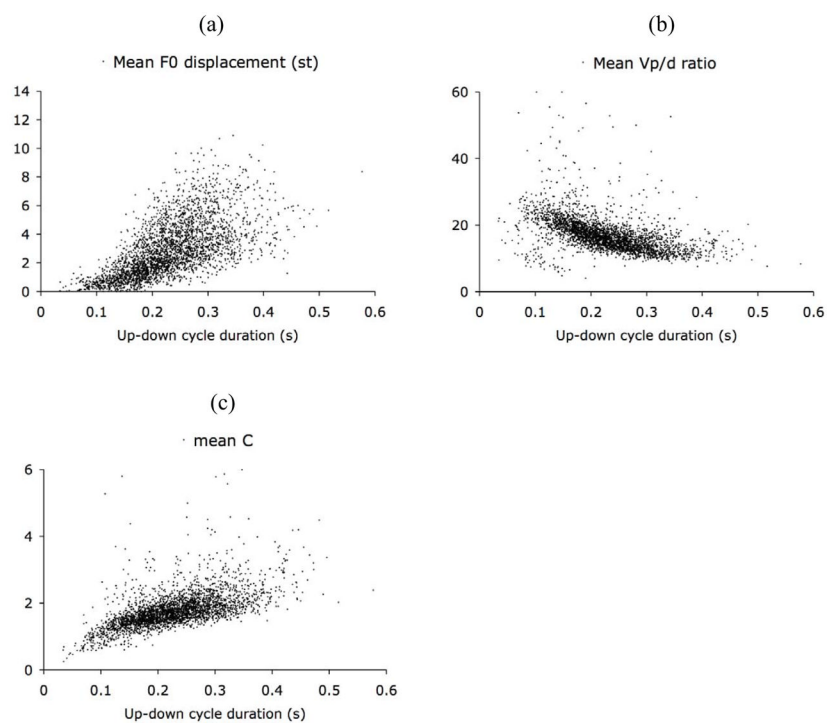 (a)
Mean F0 displacement (st)
14
12
10
8
6
4
2
0
0 0.1 0.2 0.3 0.4 0.5 0.6
Up-down cycle duration (s)
(b)
Mean Vp/d ratio
60
40
20
0
0 0.1 0.2 0.3 0.4 0.5 0.6
Up-down cycle duration (s)
(c)
mean C
6
4
2
0
0 0.1 0.2 0.3 0.4 0.5 0.6
Up-down cycle duration (s)